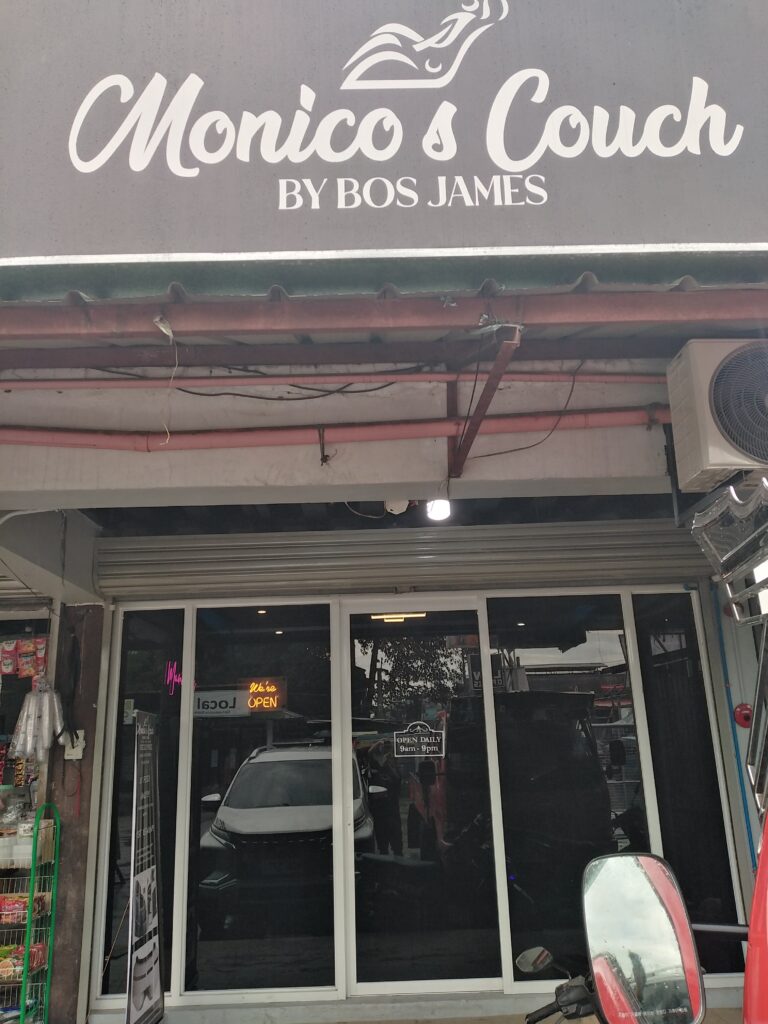 Monico's Couch
BY BOS JAMES
We're
OPEN
Local
OPEN DAILY
9am - 9pm